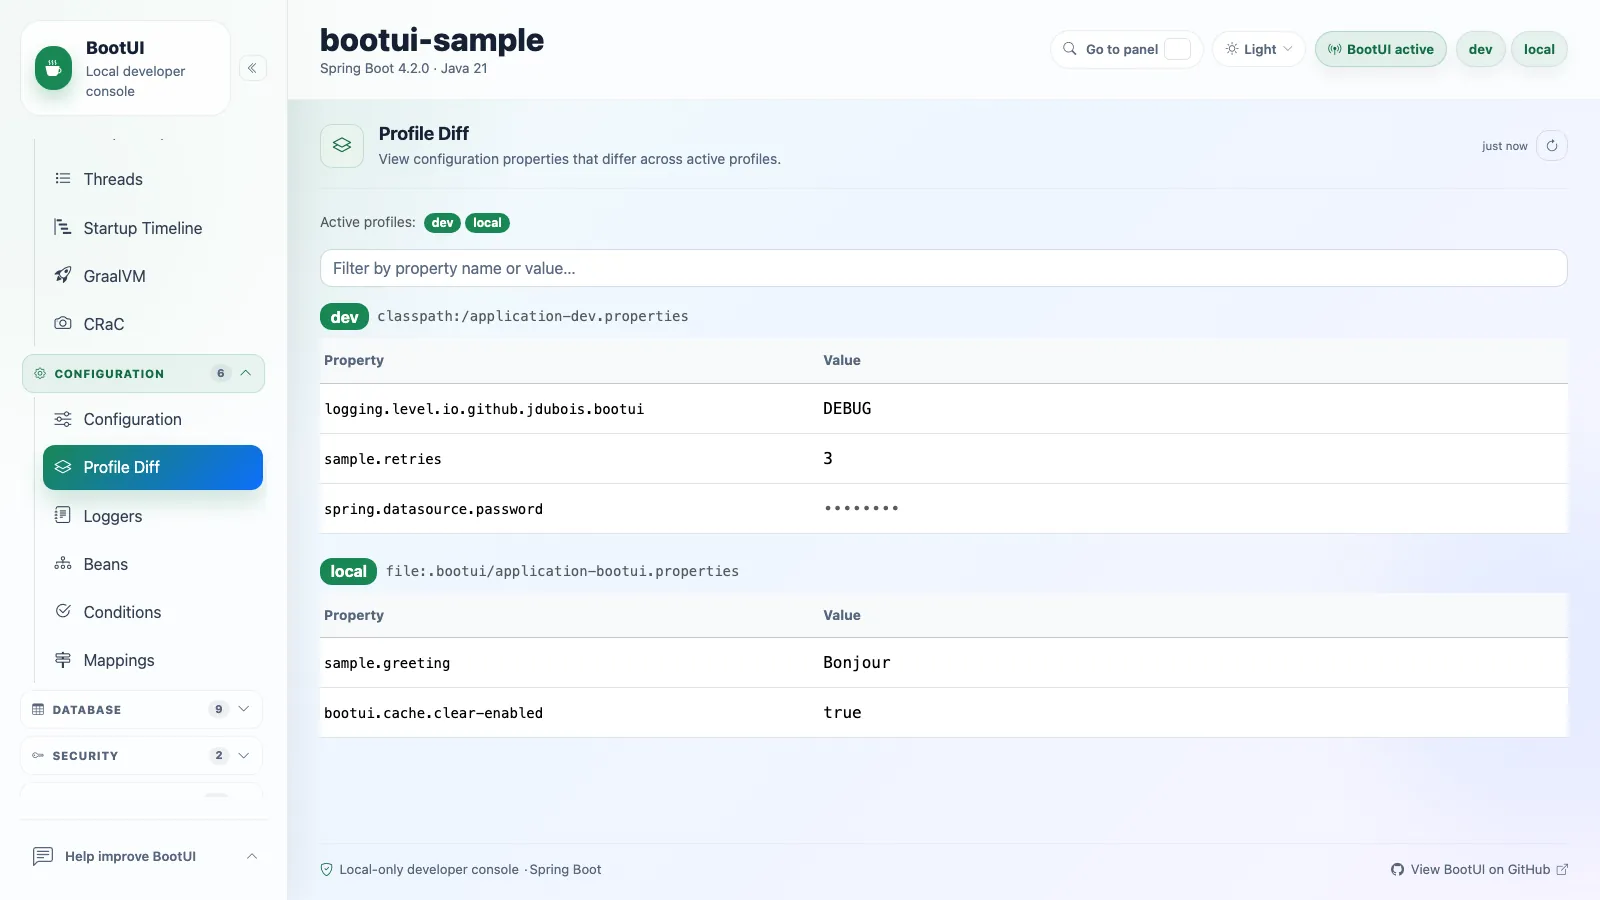 BootUI
Local developer
console
Threads
Startup Timeline
GraalVM
CRaC
CONFIGURATION 6
Configuration
Profile Diff
Loggers
Beans
Conditions
Mappings
DATABASE 9
SECURITY 2
Help improve BootUI
bootui-sample
Spring Boot 4.2.0 · Java 21
Go to panel
Light
BootUI active
dev
local
Profile Diff
View configuration properties that differ across active profiles.
just now
Active profiles: dev local
Filter by property name or value...
dev classpath:/application-dev.properties
Property Value
logging.level.io.github.jdubois.bootui DEBUG
sample.retries 3
spring.datasource.password ••••••••
local file:.bootui/application-bootui.properties
Property Value
sample.greeting Bonjour
bootui.cache.clear-enabled true
Local-only developer console · Spring Boot
View BootUI on GitHub